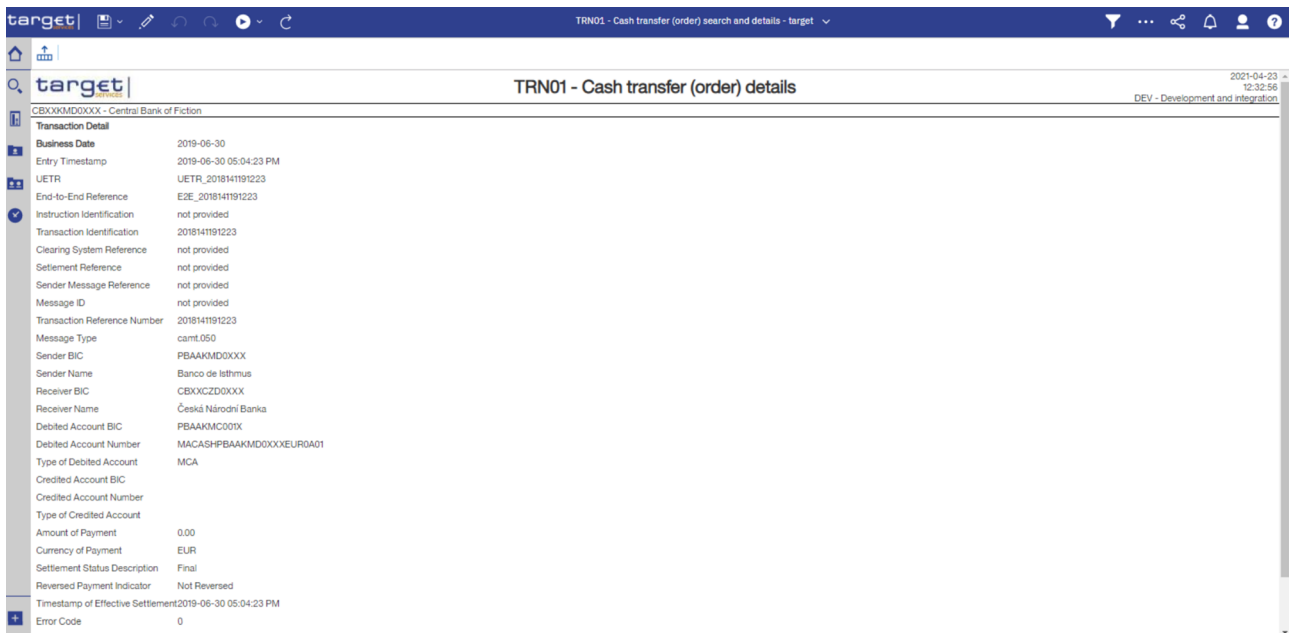 target|
TRN01 - Cash transfer (order) search and details - target
target|
services
TRN01 - Cash transfer (order) details
2021-04-23
12:32:56
DEV - Development and integration
CBXXKMD0XXX - Central Bank of Fiction
Transaction Detail
Business Date 2019-06-30
Entry Timestamp 2019-06-30 05:04:23 PM
UETR UETR_2018141191223
End-to-End Reference E2E_2018141191223
Instruction Identification not provided
Transaction Identification 2018141191223
Clearing System Reference not provided
Setlement Reference not provided
Sender Message Reference not provided
Message ID not provided
Transaction Reference Number 2018141191223
Message Type camt.050
Sender BIC PBAAKMD0XXX
Sender Name Banco de Isthmus
Receiver BIC CBXXCZD0XXX
Receiver Name Česká Národní Banka
Debited Account BIC PBAAKMC001X
Debited Account Number MACASHPBAAKMD0XXXEUR0A01
Type of Debited Account MCA
Credited Account BIC
Credited Account Number
Type of Credited Account
Amount of Payment 0.00
Currency of Payment EUR
Settlement Status Description Final
Reversed Payment Indicator Not Reversed
Timestamp of Effective Settlement2019-06-30 05:04:23 PM
Error Code 0